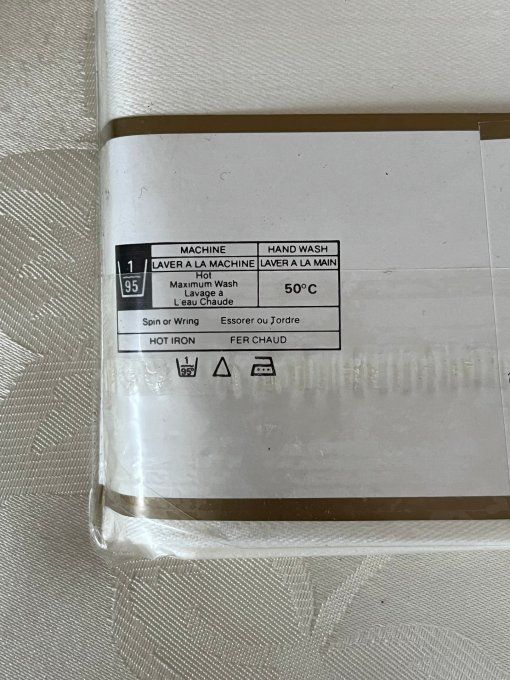 MACHINE HAND WASH
LAVER A LA MACHINE LAVER A LA MAIN
1
95
Hot
Maximum Wash
Lavage à
L'eau Chaude
50°C
Spin or Wring Essorer ou Tordre
HOT IRON FER CHAUD
1
95°